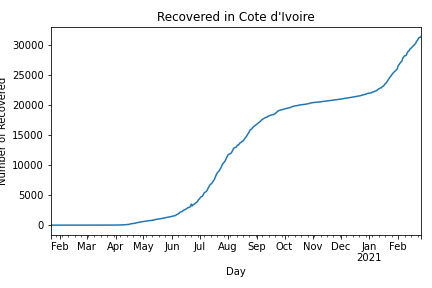 Recovered in Cote d'Ivoire
Number of Recovered
30000
25000
20000
15000
10000
5000
0
Feb Mar Apr May Jun Jul Aug Sep Oct Nov Dec Jan Feb
2021
Day